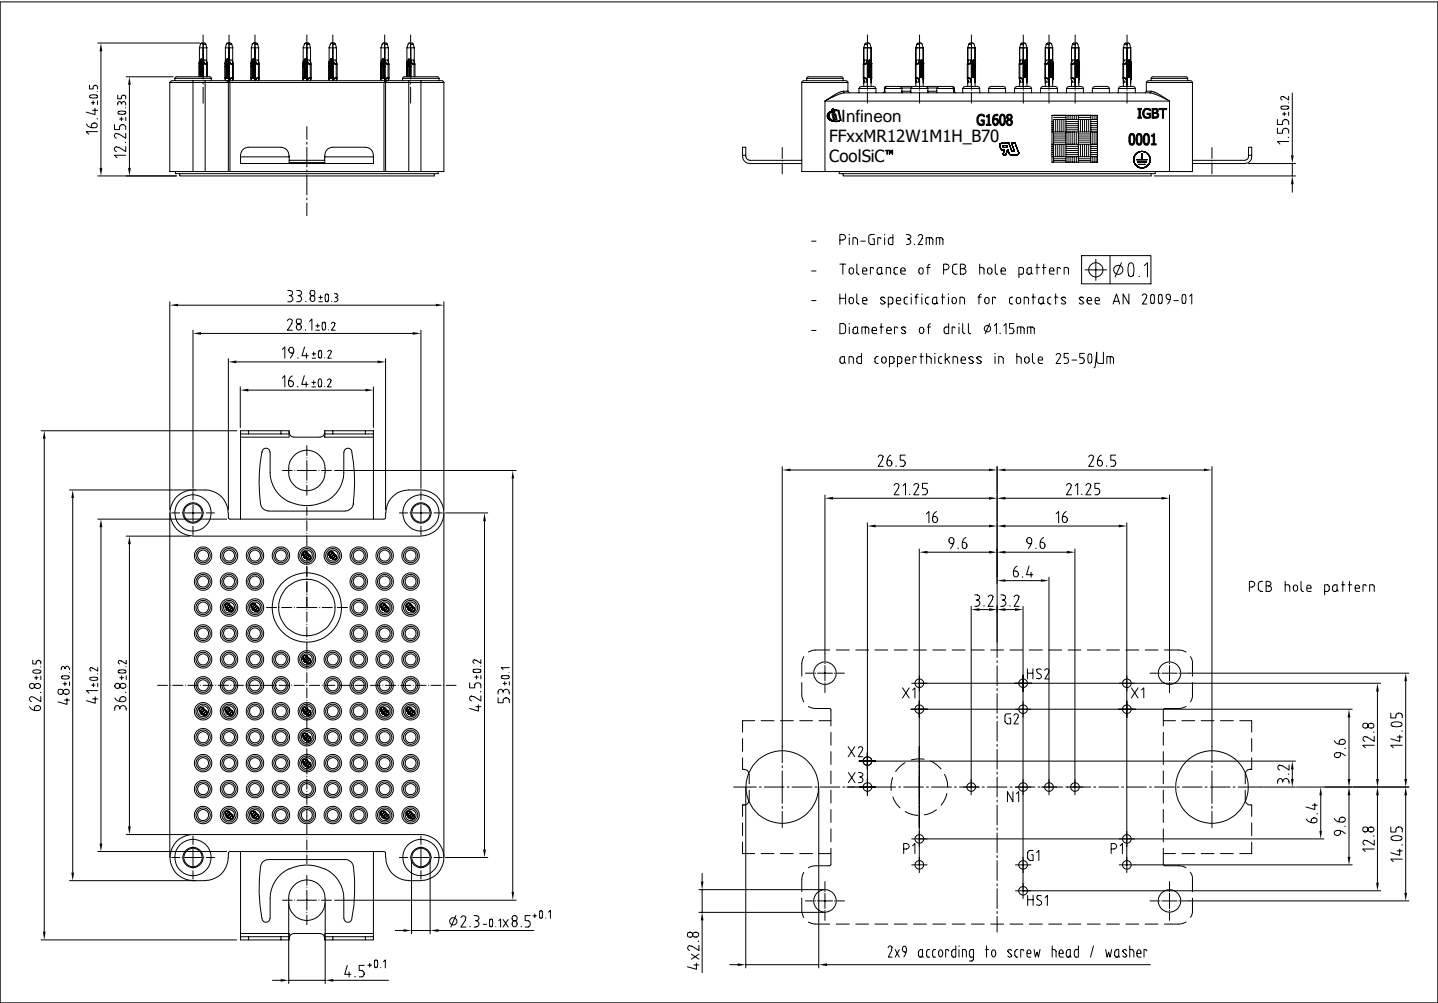 16.4±0.5
12.25±0.35
Infineon
FFxxMR12W1M1H_B70
CoolSiC™
G1608
IGBT
0001
1.55±0.2
- Pin-Grid 3.2mm
- Tolerance of PCB hole pattern ⌖ Ø0.1
- Hole specification for contacts see AN 2009-01
- Diameters of drill Ø1.15mm
and copperthickness in hole 25-50µm
33.8±0.3
28.1±0.2
19.4±0.2
16.4±0.2
62.8±0.5
48±0.3
41±0.2
36.8±0.2
42.5±0.2
53±0.1
Ø2.3-0.1x8.5+0.1
4.5+0.1
26.5 26.5
21.25 21.25
16 16
9.6 9.6
6.4
3.2 3.2
PCB hole pattern
HS2
X1 X1
G2
X2
X3
N1
P1 P1
G1
HS1
3.2
9.6
12.8
14.05
6.4
9.6
12.8
14.05
4x2.8
2x9 according to screw head / washer